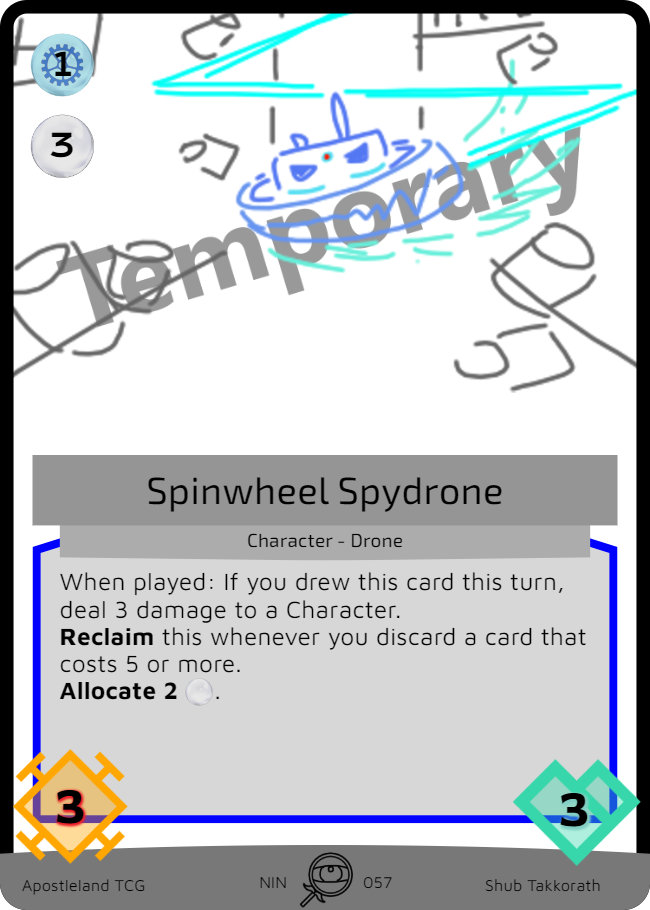 1
3
Temporary
Spinwheel Spydrone
Character - Drone
When played: If you drew this card this turn,
deal 3 damage to a Character.
Reclaim this whenever you discard a card that
costs 5 or more.
Allocate 2 .
3
3
Apostleland TCG
NIN 057
Shub Takkorath